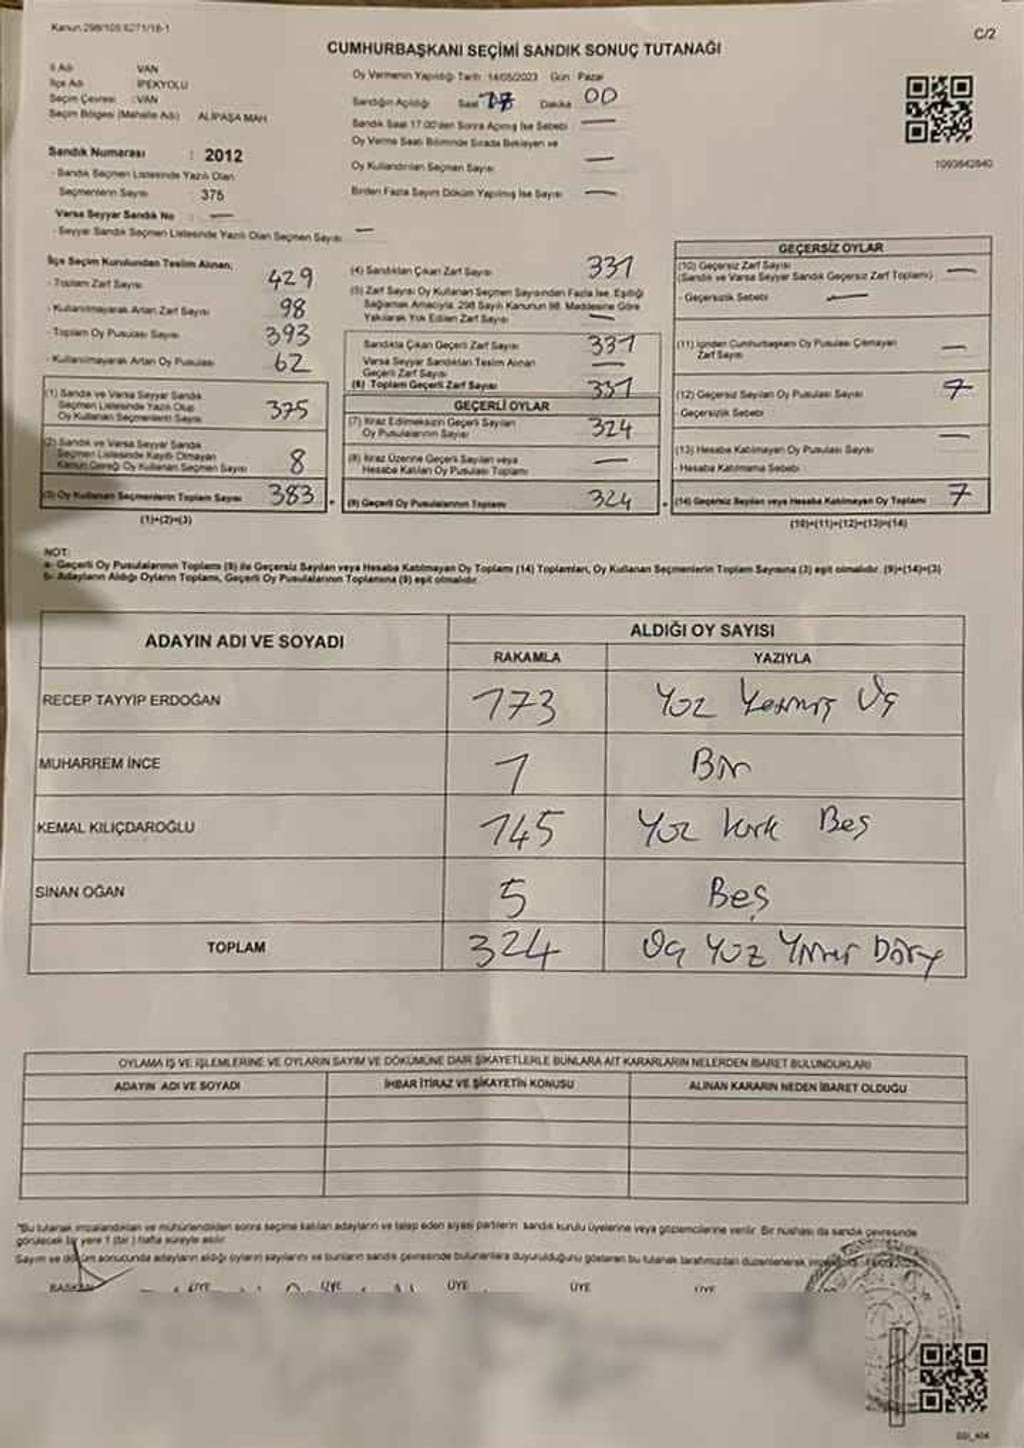 Kanun 298/105 6271/16-1
C/2
CUMHURBAŞKANI SEÇİMİ SANDIK SONUÇ TUTANAĞI
İl Adı VAN
İlçe Adı İPEKYOLU
Seçim Çevresi : VAN
Seçim Bölgesi (Mahalle Adı) ALİPAŞA MAH
Sandık Numarası : 2012
- Sandık Seçmen Listesinde Yazılı Olan
Seçmenlerin Sayısı 375
Varsa Seyyar Sandık No : —
- Seyyar Sandık Seçmen Listesinde Yazılı Olan Seçmen Sayısı —
Oy Vermenin Yapıldığı Tarih 14/05/2023 Gün : Pazar
Sandığın Açıldığı Saat Dakika 00
Sandık Saat 17.00'den Sonra Açılmış İse Sebebi —
Oy Verme Saati Bitiminde Sırada Bekleyen ve
Oy Kullandırılan Seçmen Sayısı —
Birden Fazla Sayım Döküm Yapılmış İse Sayısı —
1093642640
İlçe Seçim Kurulundan Teslim Alınan;
- Toplam Zarf Sayısı 429
- Kullanılmayarak Artan Zarf Sayısı 98
- Toplam Oy Pusulası Sayısı 393
- Kullanılmayarak Artan Oy Pusulası 62
(1) Sandık ve Varsa Seyyar Sandık
Seçmen Listesinde Yazılı Olup
Oy Kullanan Seçmenlerin Sayısı 375
(2) Sandık ve Varsa Seyyar Sandık
Seçmen Listesinde Kayıtlı Olmayan
Kanun Gereği Oy Kullanan Seçmen Sayısı 8
(3) Oy Kullanan Seçmenlerin Toplam Sayısı 383
(1)+(2)=(3)
(4) Sandıktan Çıkan Zarf Sayısı 331
(5) Zarf Sayısı Oy Kullanan Seçmen Sayısından Fazla İse, Eşitliği
Sağlamak Amacıyla, 298 Sayılı Kanunun 98. Maddesine Göre
Yakılarak Yok Edilen Zarf Sayısı —
Sandıkta Çıkan Geçerli Zarf Sayısı 331
Varsa Seyyar Sandıktan Teslim Alınan
Geçerli Zarf Sayısı —
(6) Toplam Geçerli Zarf Sayısı 331
GEÇERLİ OYLAR
(7) İtiraz Edilmeksizin Geçerli Sayılan
Oy Pusulalarının Sayısı 324
(8) İtiraz Üzerine Geçerli Sayılan veya
Hesaba Katılan Oy Pusulası Toplamı —
(9) Geçerli Oy Pusulalarının Toplamı 324
GEÇERSİZ OYLAR
(10) Geçersiz Zarf Sayısı
(Sandık ve Varsa Seyyar Sandık Geçersiz Zarf Toplamı) —
- Geçersizlik Sebebi —
(11) İçinden Cumhurbaşkanı Oy Pusulası Çıkmayan
Zarf Sayısı —
(12) Geçersiz Sayılan Oy Pusulası Sayısı 7
- Geçersizlik Sebebi
(13) Hesaba Katılmayan Oy Pusulası Sayısı —
- Hesaba Katılmama Sebebi
(14) Geçersiz Sayılan veya Hesaba Katılmayan Oy Toplamı 7
(10)+(11)+(12)+(13)=(14)
NOT:
a- Geçerli Oy Pusulalarının Toplamı (9) ile Geçersiz Sayılan veya Hesaba Katılmayan Oy Toplamı (14) Toplamları, Oy Kullanan Seçmenlerin Toplam Sayısına (3) eşit olmalıdır. (9)+(14)=(3)
b- Adayların Aldığı Oyların Toplamı, Geçerli Oy Pusulalarının Toplamına (9) eşit olmalıdır.
ADAYIN ADI VE SOYADI
ALDIĞI OY SAYISI
RAKAMLA YAZIYLA
RECEP TAYYİP ERDOĞAN 173 Yüz Yetmiş Üç
MUHARREM İNCE 1 Bir
KEMAL KILIÇDAROĞLU 145 Yüz kırk Beş
SİNAN OĞAN 5 Beş
TOPLAM 324 Üç Yüz Yirmi Dört
OYLAMA İŞ VE İŞLEMLERİNE VE OYLARIN SAYIM VE DÖKÜMÜNE DAİR ŞİKAYETLERLE BUNLARA AİT KARARLARIN NELERDEN İBARET BULUNDUKLARI
ADAYIN ADI VE SOYADI İHBAR İTİRAZ VE ŞİKAYETİN KONUSU ALINAN KARARIN NEDEN İBARET OLDUĞU
"Bu tutanak imzalandıktan ve mühürlendikten sonra seçime katılan adayların ve talep eden siyasi partilerin sandık kurulu üyelerine veya gözlemcilerine verilir. Bir nüshası da sandık çevresinde
görülecek bir yere 1 (bir) hafta süreyle asılır.
Sayım ve döküm sonucunda adayların aldığı oyların sayılarını ve bunların sandık çevresinde bulunanlara duyurulduğunu gösteren bu tutanak tarafımızdan düzenlenerek
BAŞKAN ÜYE ÜYE ÜYE ÜYE ÜYE